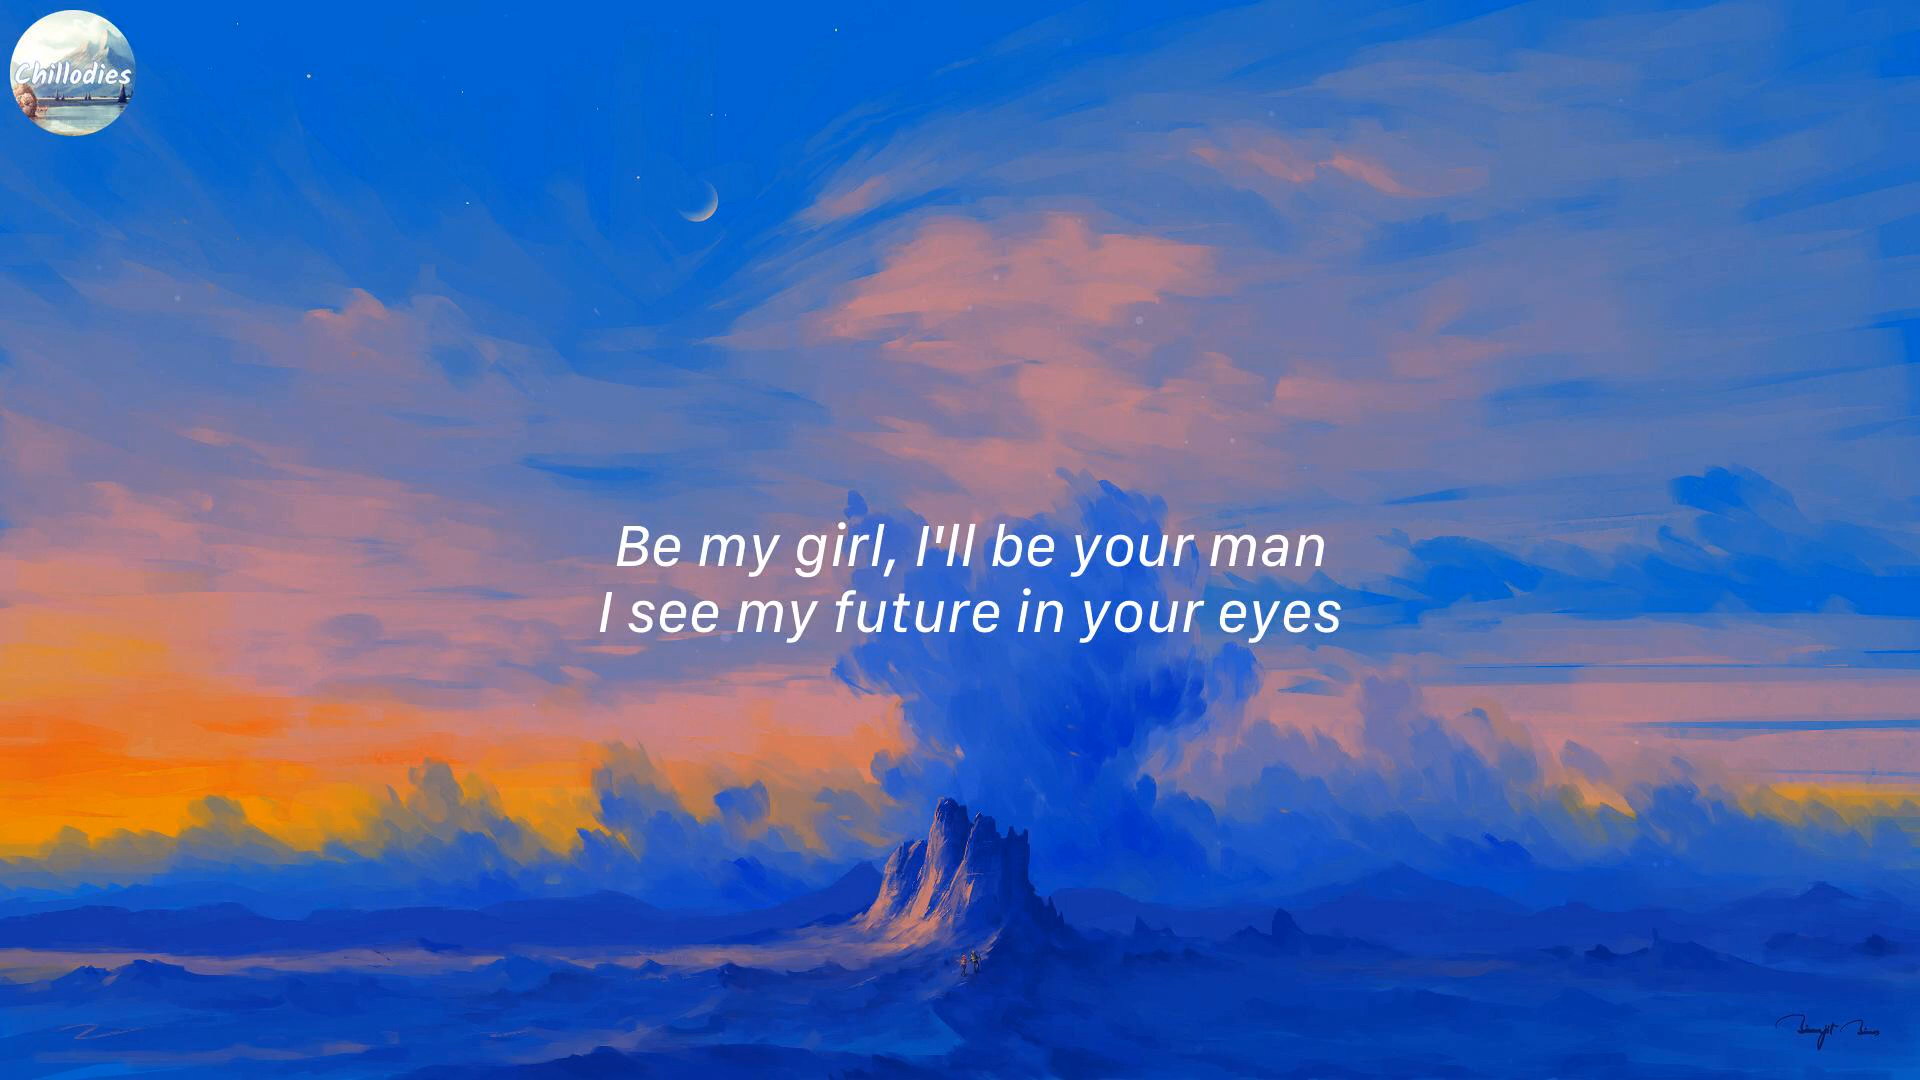 Chillodies
Be my girl, I'll be your man
I see my future in your eyes